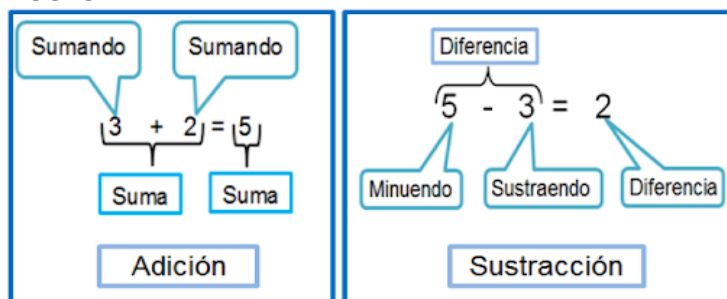 Sumando Sumando
3 + 2 = 5
Suma Suma
Adición
Diferencia
5 - 3 = 2
Minuendo Sustraendo Diferencia
Sustracción